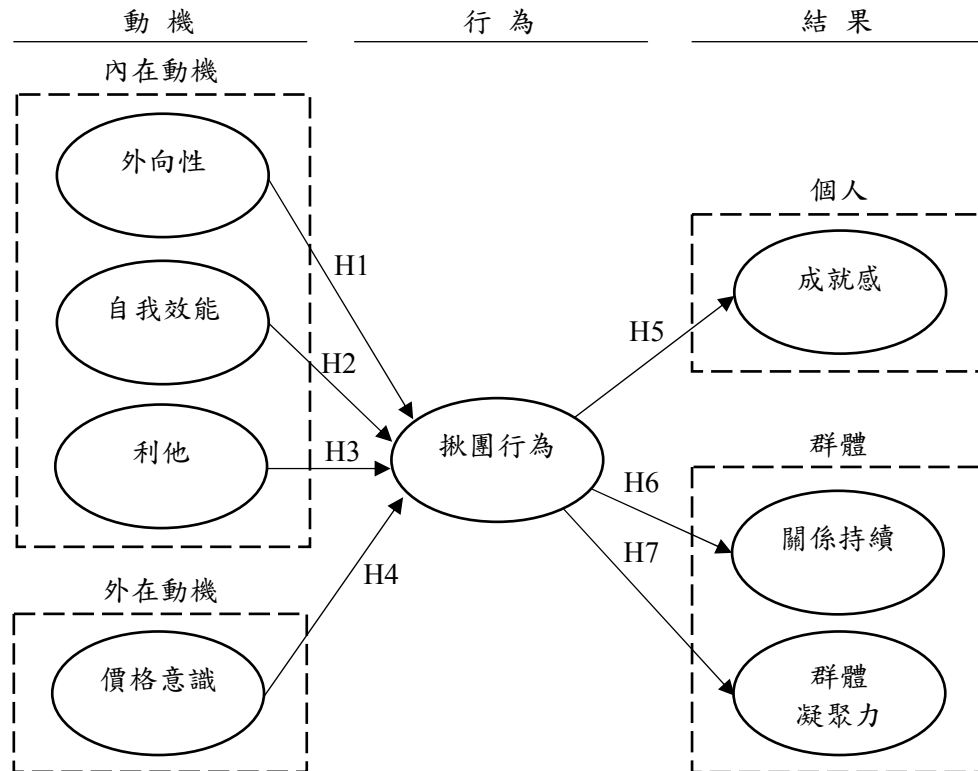 動機
行為
結果
內在動機
外向性
自我效能
利他
外在動機
價格意識
H1
H2
H3
H4
揪團行為
H5
H6
H7
個人
成就感
群體
關係持續
群體
凝聚力